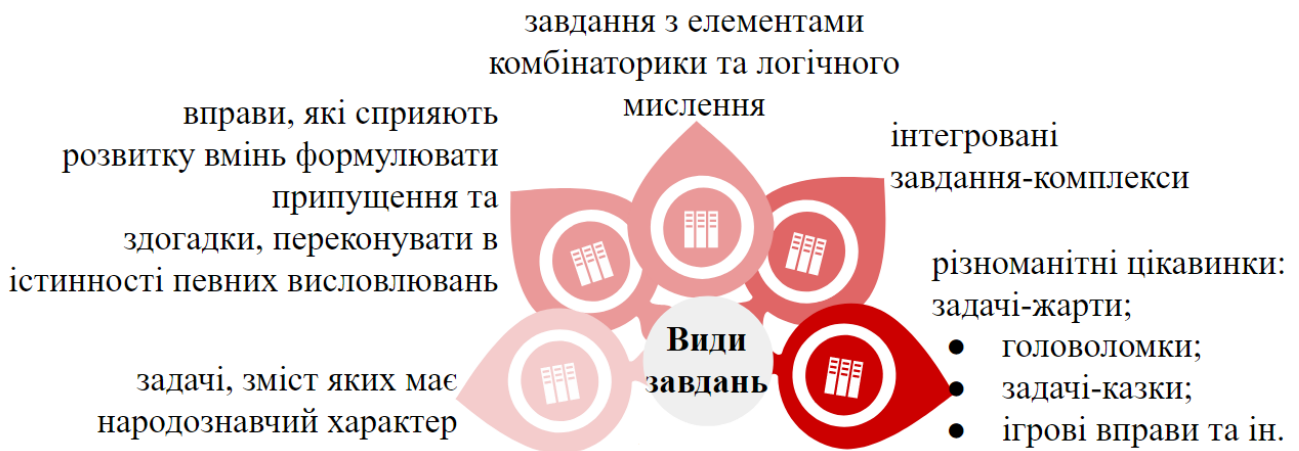 завдання з елементами
комбінаторики та логічного
мислення
вправи, які сприяють
розвитку вмінь формулювати
припущення та
здогадки, переконувати в
істинності певних висловлювань
інтегровані
завдання-комплекси
різноманітні цікавинки:
задачі-жарти;
● головоломки;
● задачі-казки;
● ігрові вправи та ін.
Види
завдань
задачі, зміст яких має
народознавчий характер